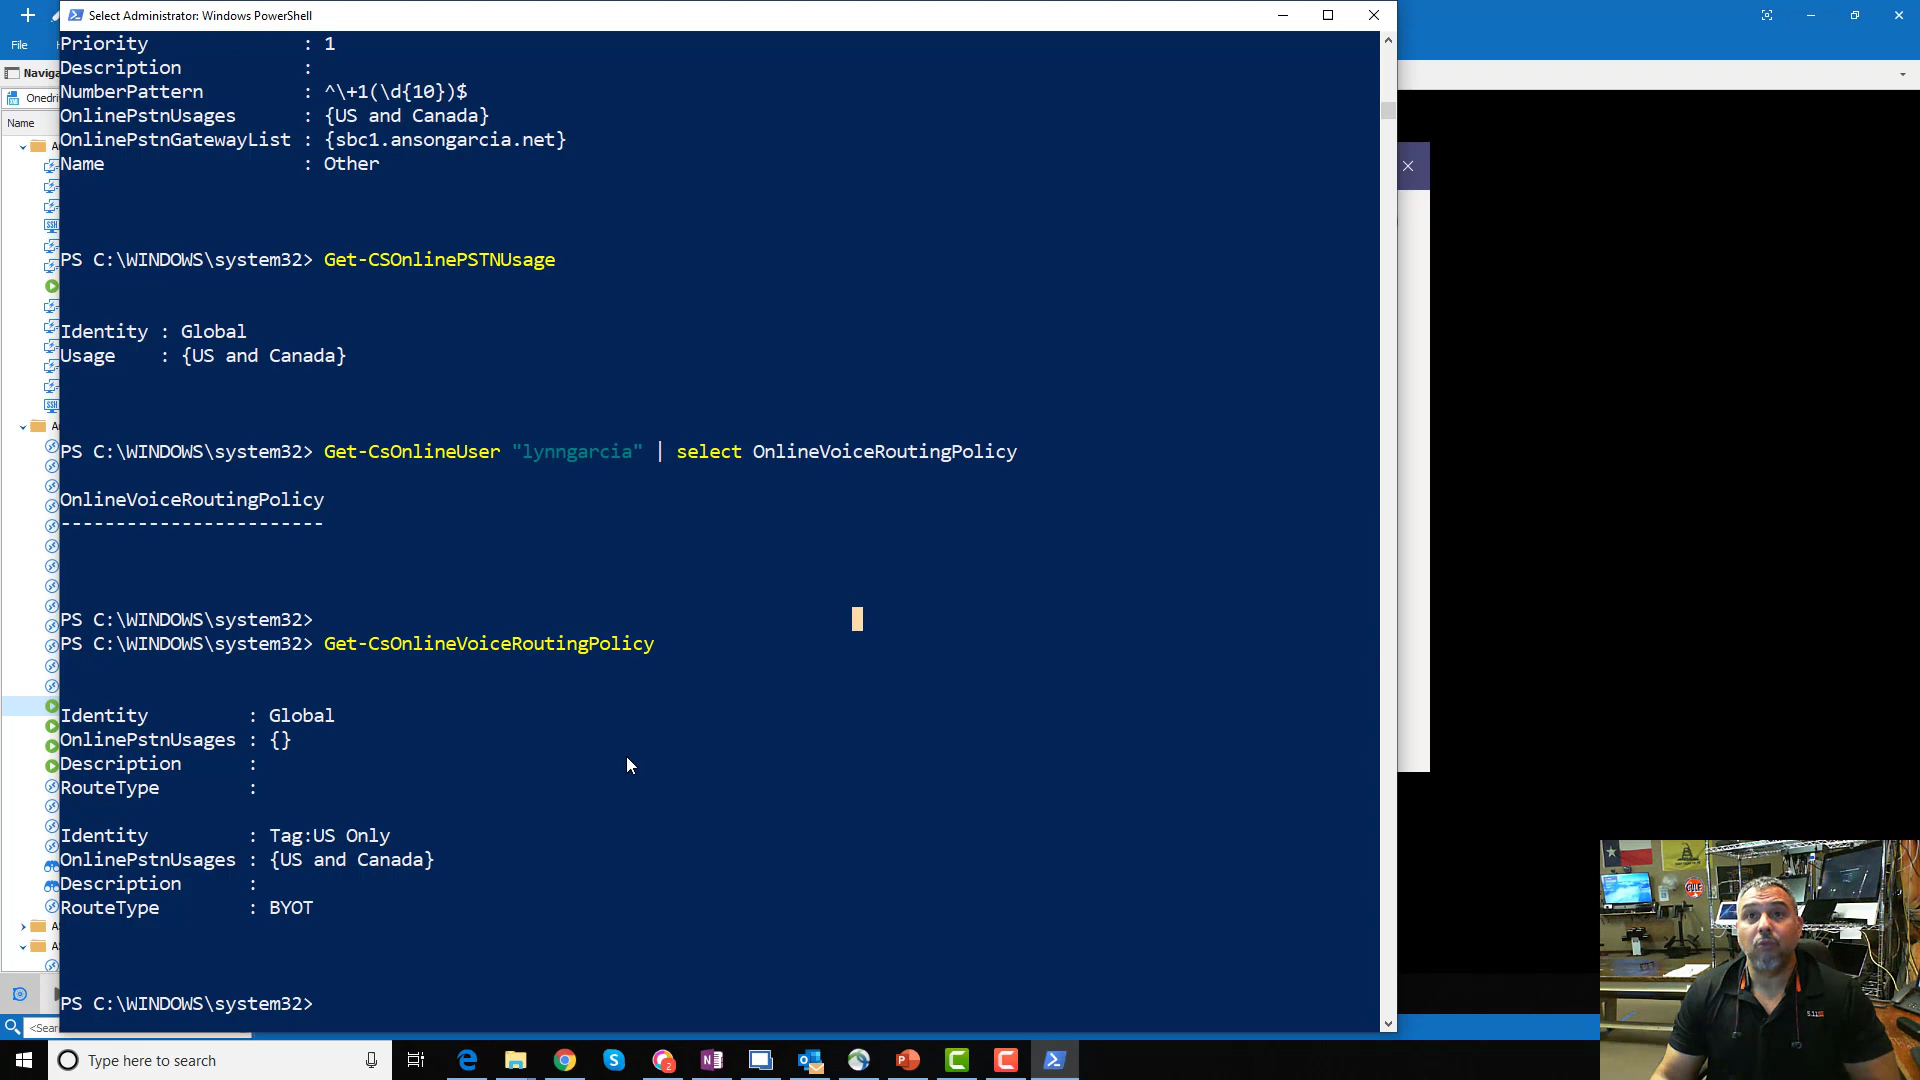 Select Administrator: Windows PowerShell
File
Naviga
Onedri
Name
Priority : 1
Description :
NumberPattern : ^\+1(\d{10})$
OnlinePstnUsages : {US and Canada}
OnlinePstnGatewayList : {sbc1.ansongarcia.net}
Name : Other
PS C:\WINDOWS\system32> Get-CSOnlinePSTNUsage
Identity : Global
Usage : {US and Canada}
PS C:\WINDOWS\system32> Get-CsOnlineUser "lynngarcia" | select OnlineVoiceRoutingPolicy
OnlineVoiceRoutingPolicy
------------------------
PS C:\WINDOWS\system32>
PS C:\WINDOWS\system32> Get-CsOnlineVoiceRoutingPolicy
Identity : Global
OnlinePstnUsages : {}
Description :
RouteType :
Identity : Tag:US Only
OnlinePstnUsages : {US and Canada}
Description :
RouteType : BYOT
PS C:\WINDOWS\system32>
<Sear
Type here to search